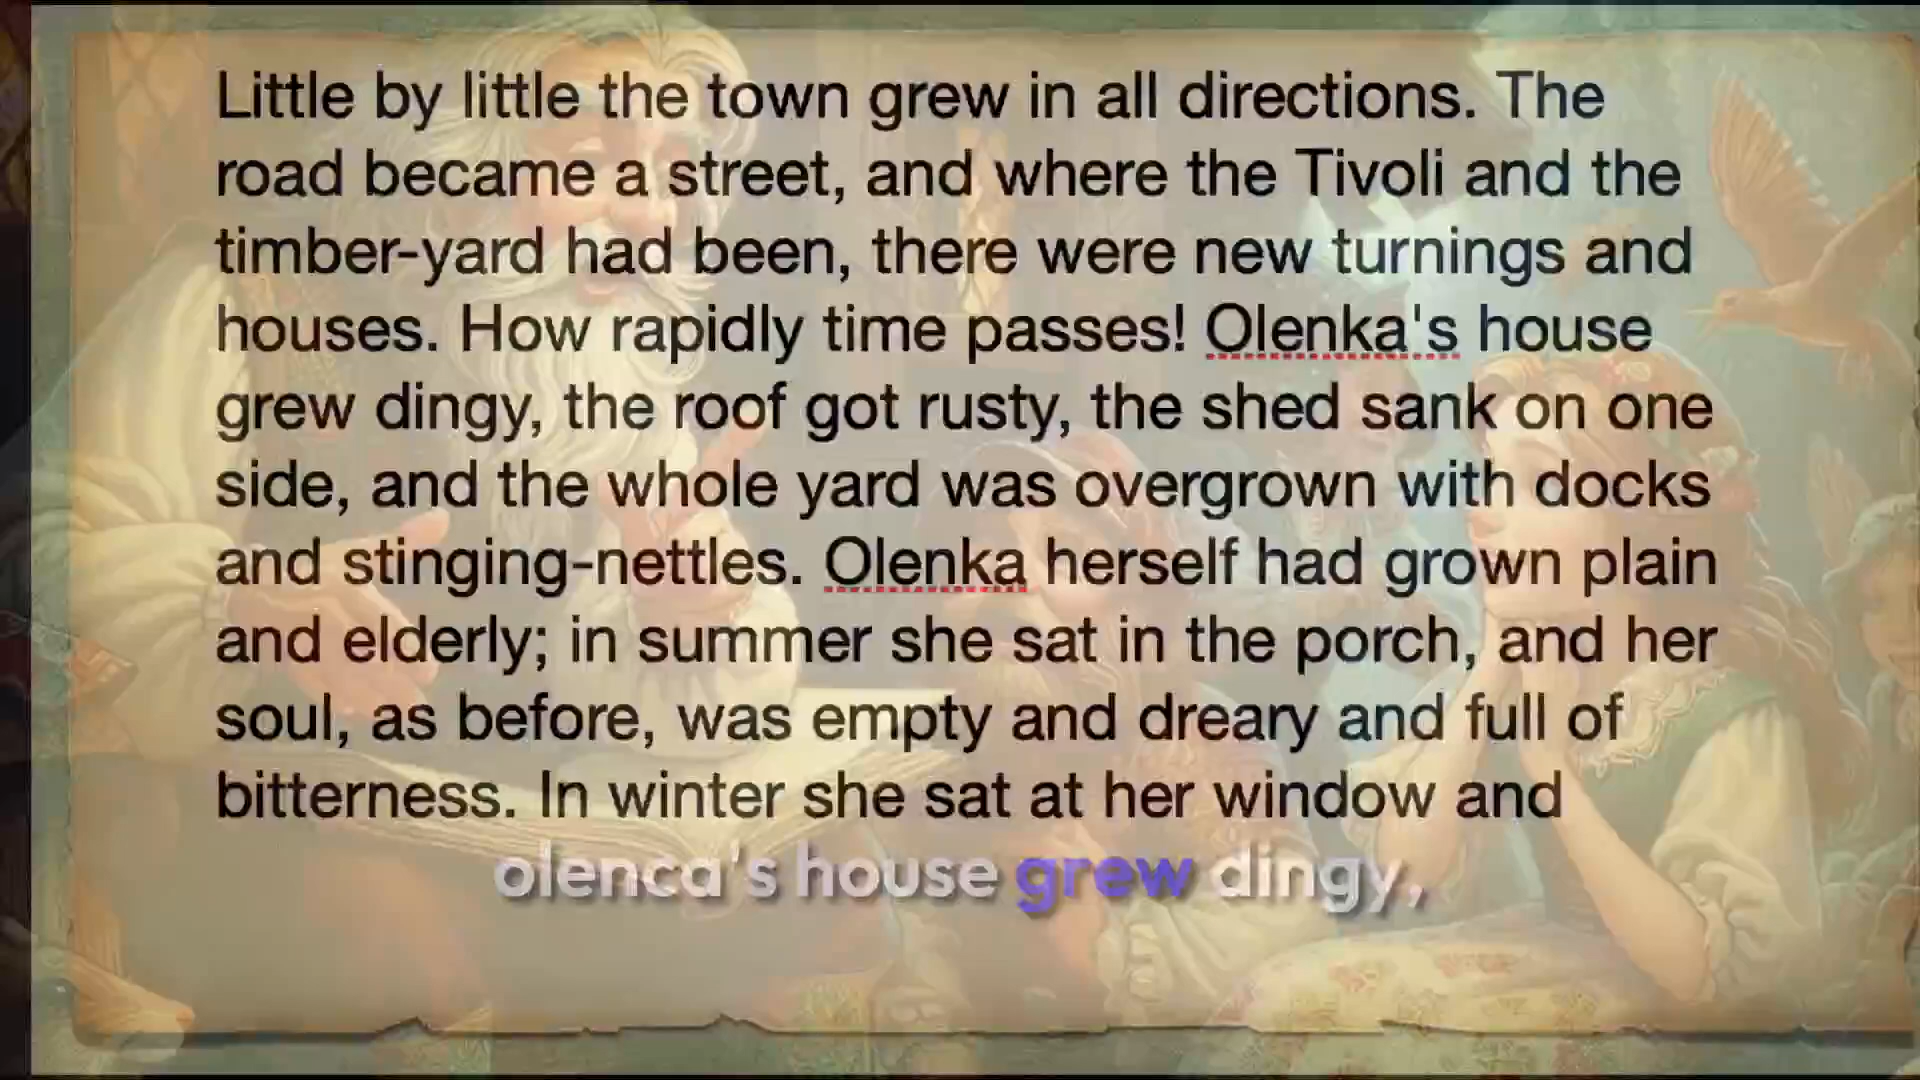 Little by little the town grew in all directions. The
road became a street, and where the Tivoli and the
timber-yard had been, there were new turnings and
houses. How rapidly time passes! Olenka's house
grew dingy, the roof got rusty, the shed sank on one
side, and the whole yard was overgrown with docks
and stinging-nettles. Olenka herself had grown plain
and elderly; in summer she sat in the porch, and her
soul, as before, was empty and dreary and full of
bitterness. In winter she sat at her window and
olenca's house grew dingy,